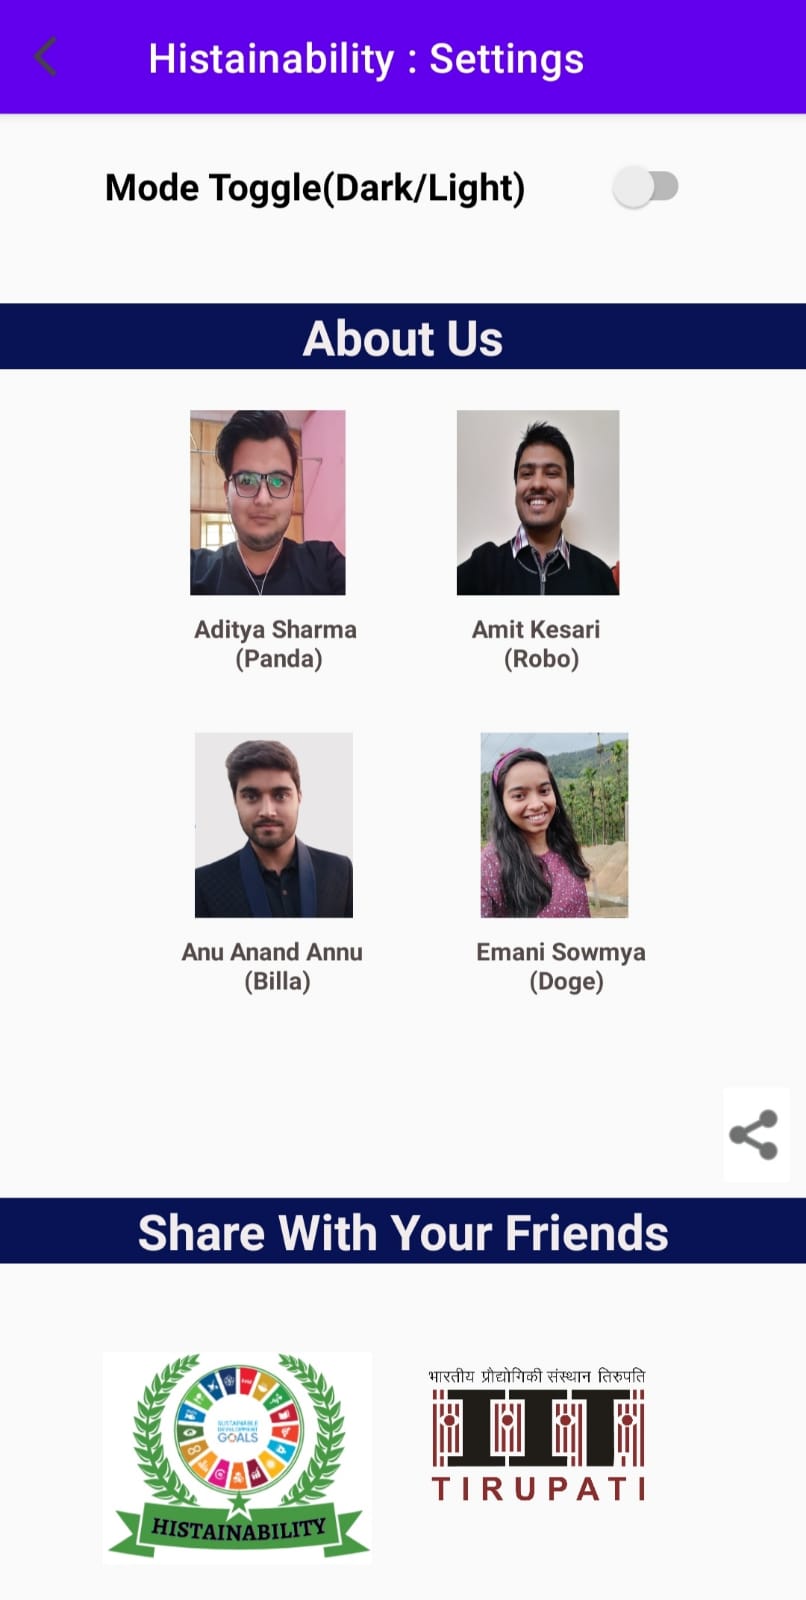 Histainability : Settings
Mode Toggle(Dark/Light)
About Us
Aditya Sharma
(Panda)
Amit Kesari
(Robo)
Anu Anand Annu
(Billa)
Emani Sowmya
(Doge)
Share With Your Friends
SUSTAINABLE
DEVELOPMENT
GOALS
HISTAINABILITY
भारतीय प्रौद्योगिकी संस्थान तिरुपति
IIT
TIRUPATI